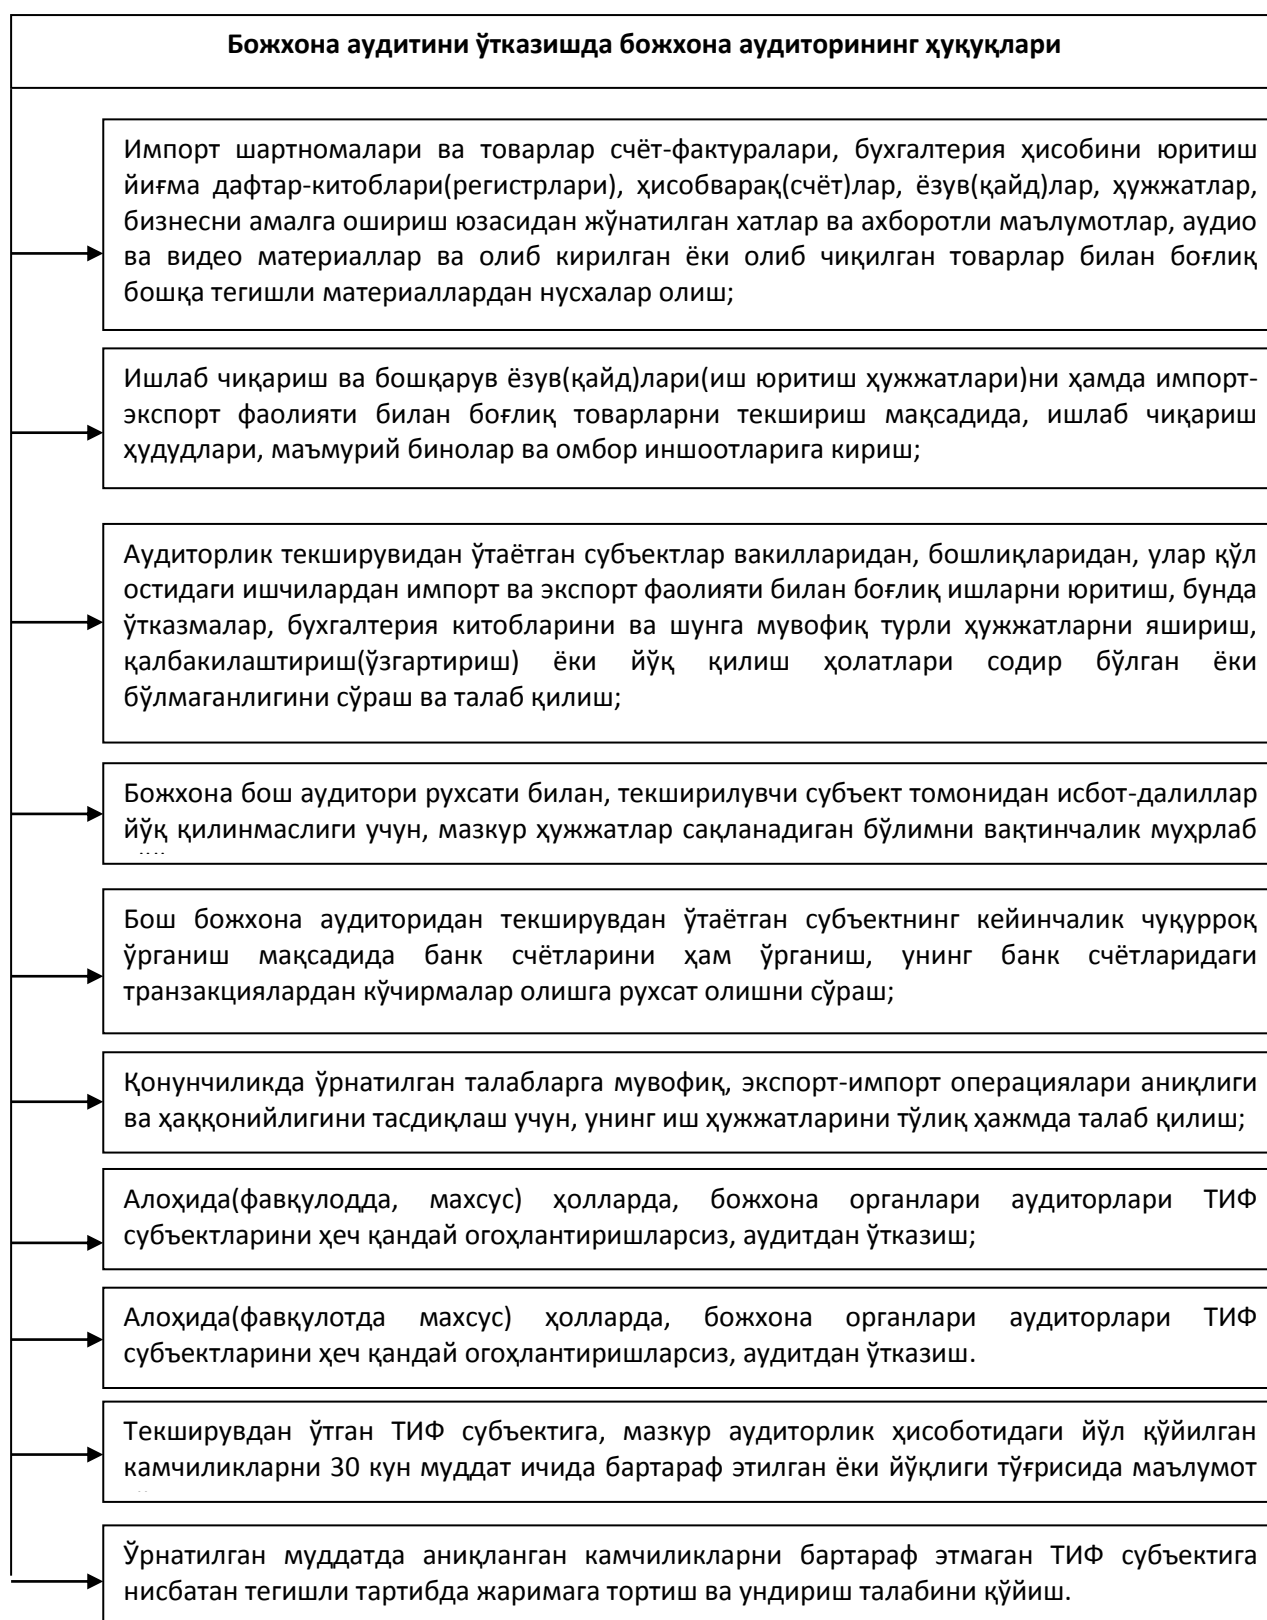 Божхона аудитини ўтказишда божхона аудиторининг ҳуқуқлари
Импорт шартномалари ва товарлар счёт-фактуралари, бухгалтерия ҳисобини юритиш
йиғма дафтар-китоблари(регистрлари), ҳисобварақ(счёт)лар, ёзув(қайд)лар, ҳужжатлар,
бизнесни амалга ошириш юзасидан жўнатилган хатлар ва ахборотли маълумотлар, аудио
ва видео материаллар ва олиб кирилган ёки олиб чиқилган товарлар билан боғлиқ
бошқа тегишли материаллардан нусхалар олиш;
Ишлаб чиқариш ва бошқарув ёзув(қайд)лари(иш юритиш ҳужжатлари)ни ҳамда импорт-
экспорт фаолияти билан боғлиқ товарларни текшириш мақсадида, ишлаб чиқариш
ҳудудлари, маъмурий бинолар ва омбор иншоотларига кириш;
Аудиторлик текширувидан ўтаётган субъектлар вакилларидан, бошлиқларидан, улар қўл
остидаги ишчилардан импорт ва экспорт фаолияти билан боғлиқ ишларни юритиш, бунда
ўтказмалар, бухгалтерия китобларини ва шунга мувофиқ турли ҳужжатларни яшириш,
қалбакилаштириш(ўзгартириш) ёки йўқ қилиш ҳолатлари содир бўлган ёки
бўлмаганлигини сўраш ва талаб қилиш;
Божхона бош аудитори рухсати билан, текширилувчи субъект томонидан исбот-далиллар
йўқ қилинмаслиги учун, мазкур ҳужжатлар сақланадиган бўлимни вақтинчалик муҳрлаб
Бош божхона аудиторидан текширувдан ўтаётган субъектнинг кейинчалик чуқурроқ
ўрганиш мақсадида банк счётларини ҳам ўрганиш, унинг банк счётларидаги
транзакциялардан кўчирмалар олишга рухсат олишни сўраш;
Қонунчиликда ўрнатилган талабларга мувофиқ, экспорт-импорт операциялари аниқлиги
ва ҳаққонийлигини тасдиқлаш учун, унинг иш ҳужжатларини тўлиқ ҳажмда талаб қилиш;
Алоҳида(фавқулодда, махсус) ҳолларда, божхона органлари аудиторлари ТИФ
субъектларини ҳеч қандай огоҳлантиришларсиз, аудитдан ўтказиш;
Алоҳида(фавқулотда махсус) ҳолларда, божхона органлари аудиторлари ТИФ
субъектларини ҳеч қандай огоҳлантиришларсиз, аудитдан ўтказиш.
Текширувдан ўтган ТИФ субъектига, мазкур аудиторлик ҳисоботидаги йўл қўйилган
камчиликларни 30 кун муддат ичида бартараф этилган ёки йўқлиги тўғрисида маълумот
Ўрнатилган муддатда аниқланган камчиликларни бартараф этмаган ТИФ субъектига
нисбатан тегишли тартибда жаримага тортиш ва ундириш талабини қўйиш.